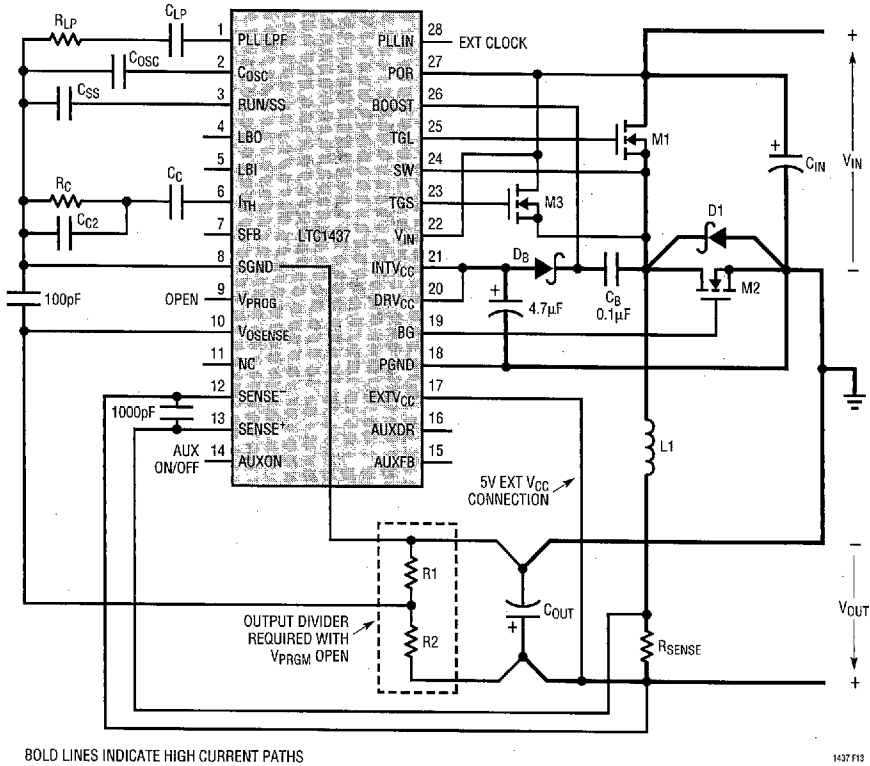 RLP
CLP
1
PLL LPF
COSC
2
COSC
CSS
3
RUN/SS
4
LBO
5
LBI
RC
CC
6
ITH
CC2
7
SFB
8
SGND
100pF
OPEN
9
VPROG
10
VOSENSE
11
NC
12
SENSE–
1000pF
13
SENSE+
AUX
ON/OFF
14
AUXON
LTC1437
28
PLLIN
EXT CLOCK
27
POR
26
BOOST
25
TGL
24
SW
23
TGS
22
VIN
21
INTVCC
20
DRVCC
19
BG
18
PGND
17
EXTVCC
16
AUXDR
15
AUXFB
M1
M3
DB
+
4.7µF
CB
0.1µF
D1
M2
+
CIN
+
VIN
–
L1
5V EXT VCC
CONNECTION
R1
R2
OUTPUT DIVIDER
REQUIRED WITH
VPRGM OPEN
COUT
+
RSENSE
–
VOUT
+
BOLD LINES INDICATE HIGH CURRENT PATHS
1437 F13